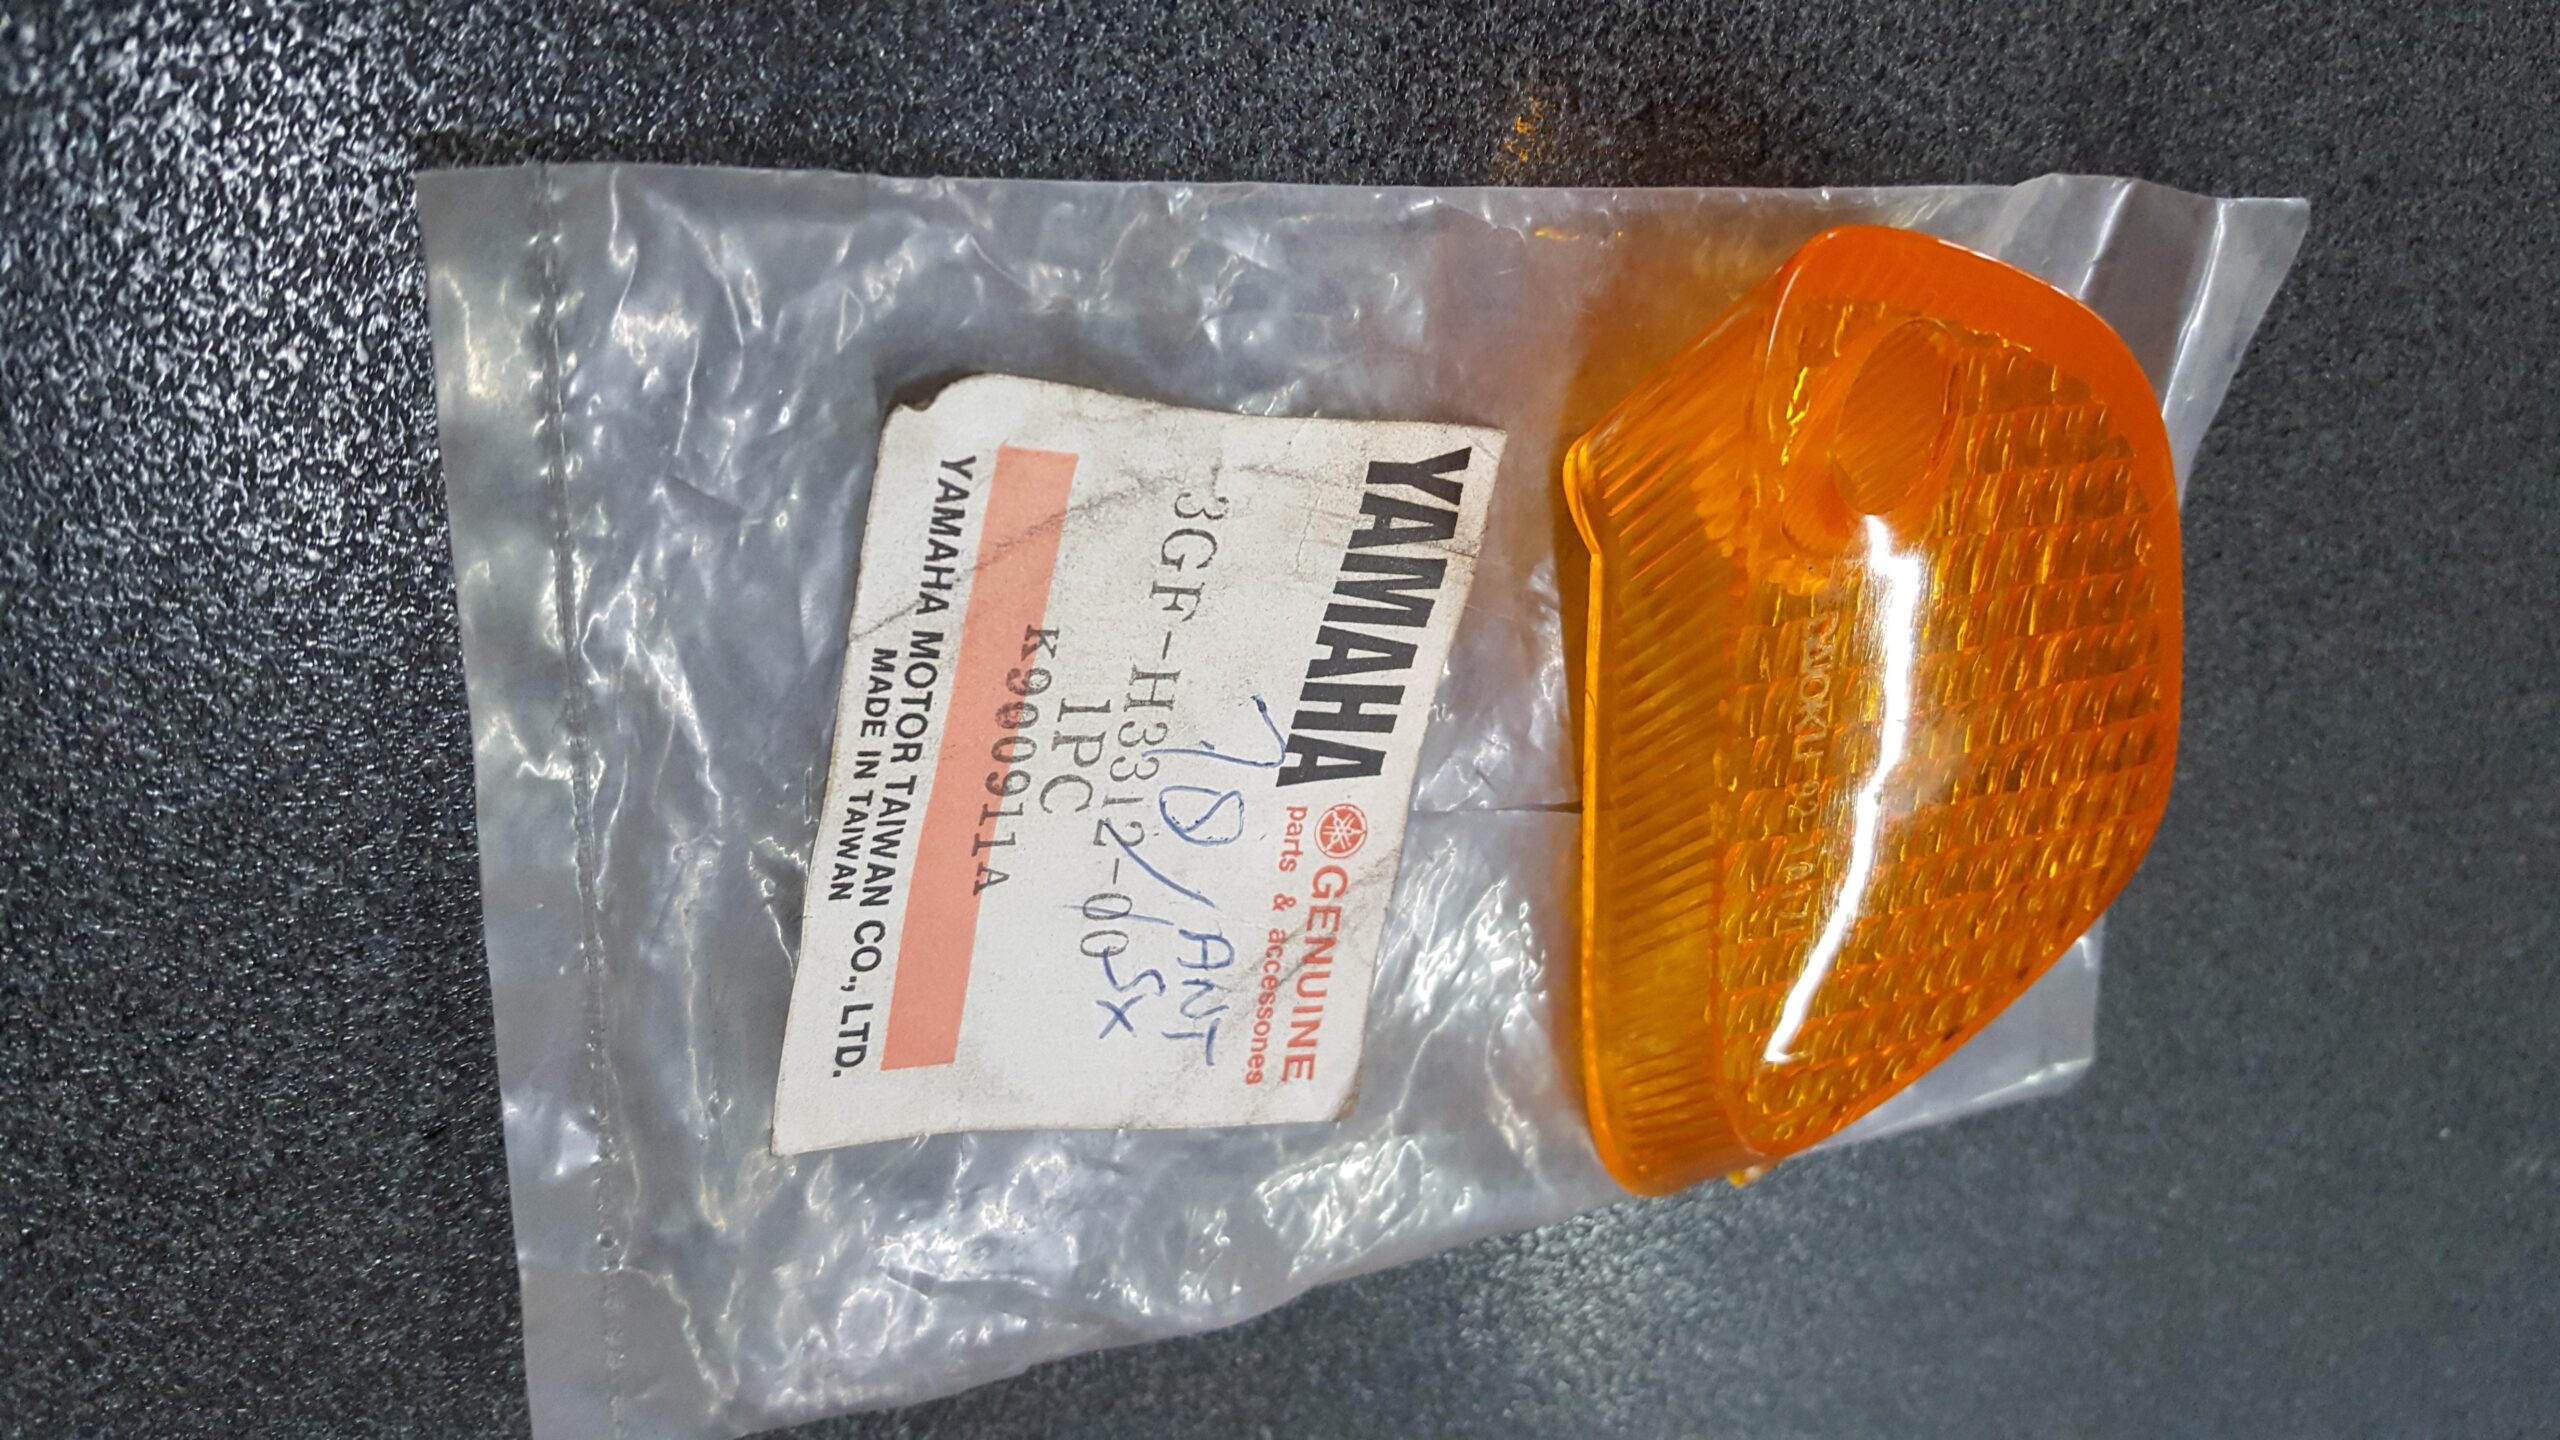 YAMAHA
GENUINE
parts & accessories
3GF-H3312-00
1PC
K900911A
YAMAHA MOTOR TAIWAN CO., LTD.
MADE IN TAIWAN
ANT
SX